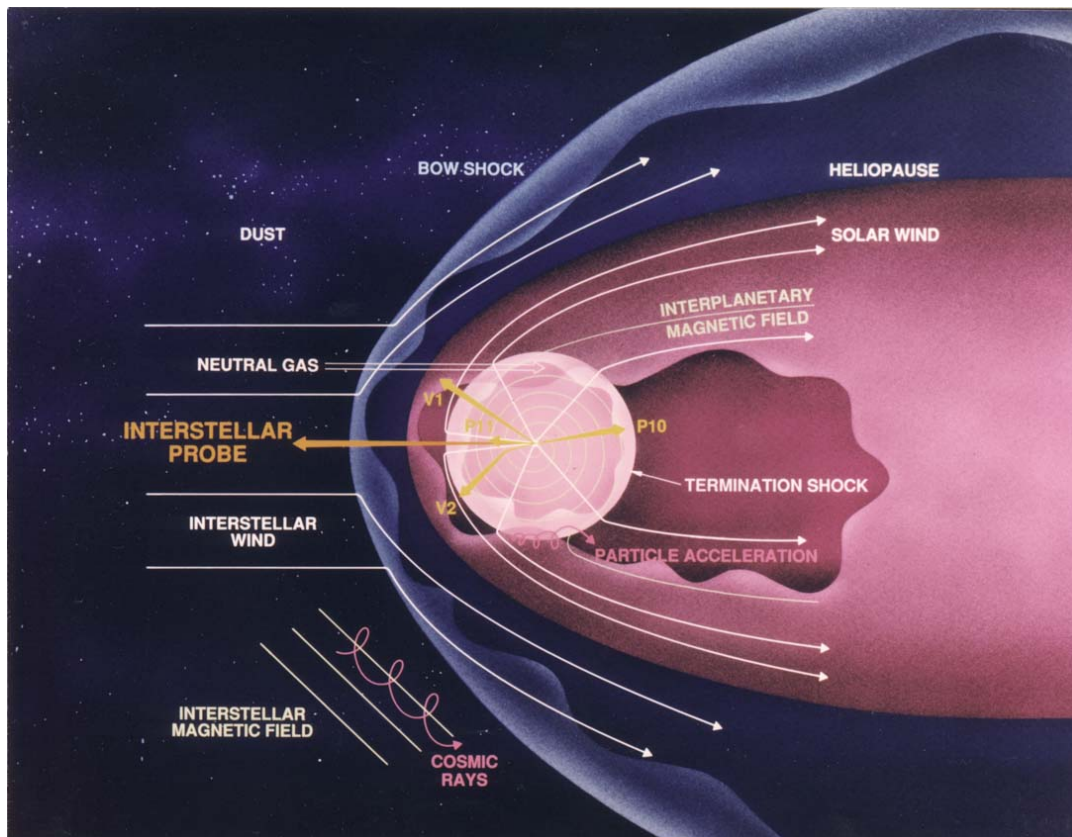 BOW SHOCK
HELIOPAUSE
DUST
SOLAR WIND
INTERPLANETARY
MAGNETIC FIELD
NEUTRAL GAS
V1
P11
P10
INTERSTELLAR
PROBE
TERMINATION SHOCK
V2
INTERSTELLAR
WIND
PARTICLE ACCELERATION
INTERSTELLAR
MAGNETIC FIELD
COSMIC
RAYS